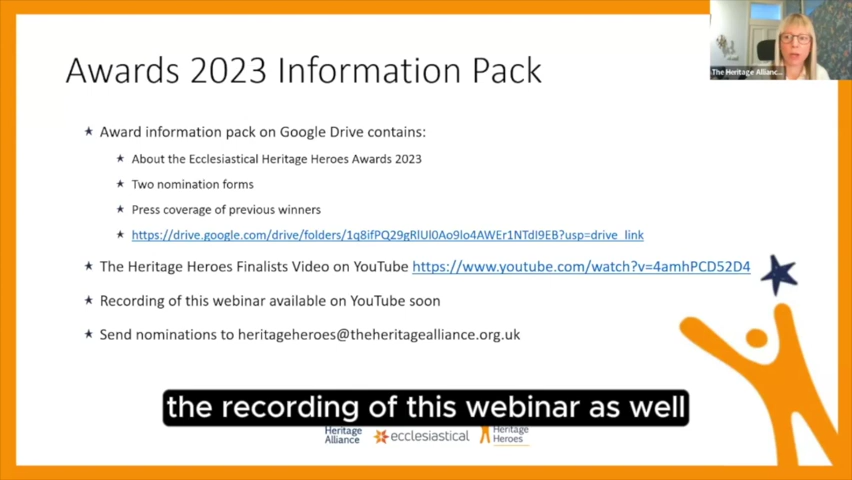 The Heritage Allianc...
Awards 2023 Information Pack
Award information pack on Google Drive contains:
About the Ecclesiastical Heritage Heroes Awards 2023
Two nomination forms
Press coverage of previous winners
https://drive.google.com/drive/folders/1q8ifPQ29gRlUl0Ao9lo4AWEr1NTdI9EB?usp=drive_link
The Heritage Heroes Finalists Video on YouTube https://www.youtube.com/watch?v=4amhPCD52D4
Recording of this webinar available on YouTube soon
Send nominations to heritageheroes@theheritagealliance.org.uk
the recording of this webinar as well
Heritage
Alliance
ecclesiastical
Heritage
Heroes